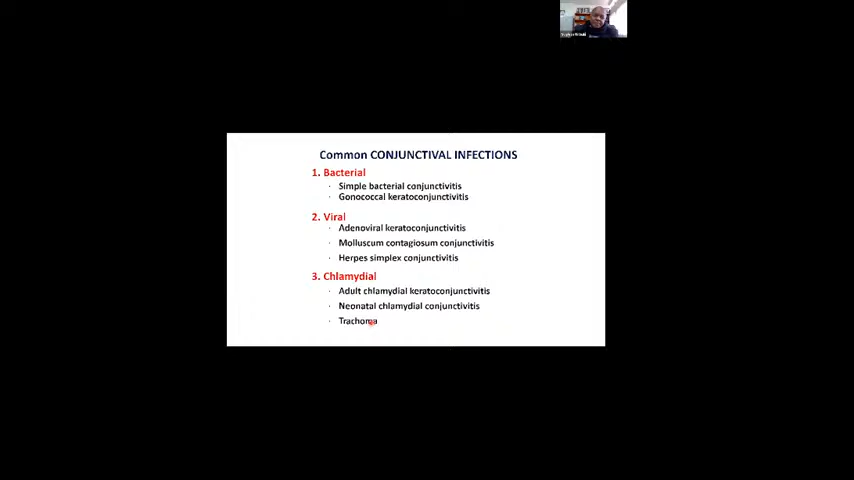 Common CONJUNCTIVAL INFECTIONS
1. Bacterial
· Simple bacterial conjunctivitis
· Gonococcal keratoconjunctivitis
2. Viral
· Adenoviral keratoconjunctivitis
· Molluscum contagiosum conjunctivitis
· Herpes simplex conjunctivitis
3. Chlamydial
· Adult chlamydial keratoconjunctivitis
· Neonatal chlamydial conjunctivitis
· Trachoma